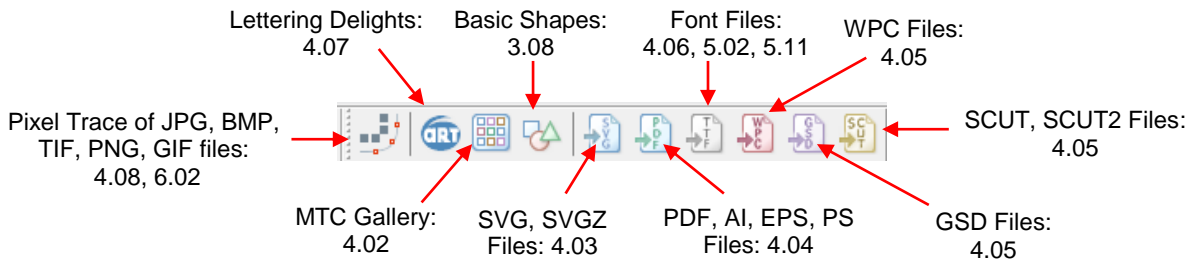 Lettering Delights:
4.07
Basic Shapes:
3.08
Font Files:
4.06, 5.02, 5.11
WPC Files:
4.05
Pixel Trace of JPG, BMP,
TIF, PNG, GIF files:
4.08, 6.02
ART
SVG
PDF
TTF
WPC
GSD
SCUT
SCUT, SCUT2 Files:
4.05
MTC Gallery:
4.02
SVG, SVGZ
Files: 4.03
PDF, AI, EPS, PS
Files: 4.04
GSD Files:
4.05